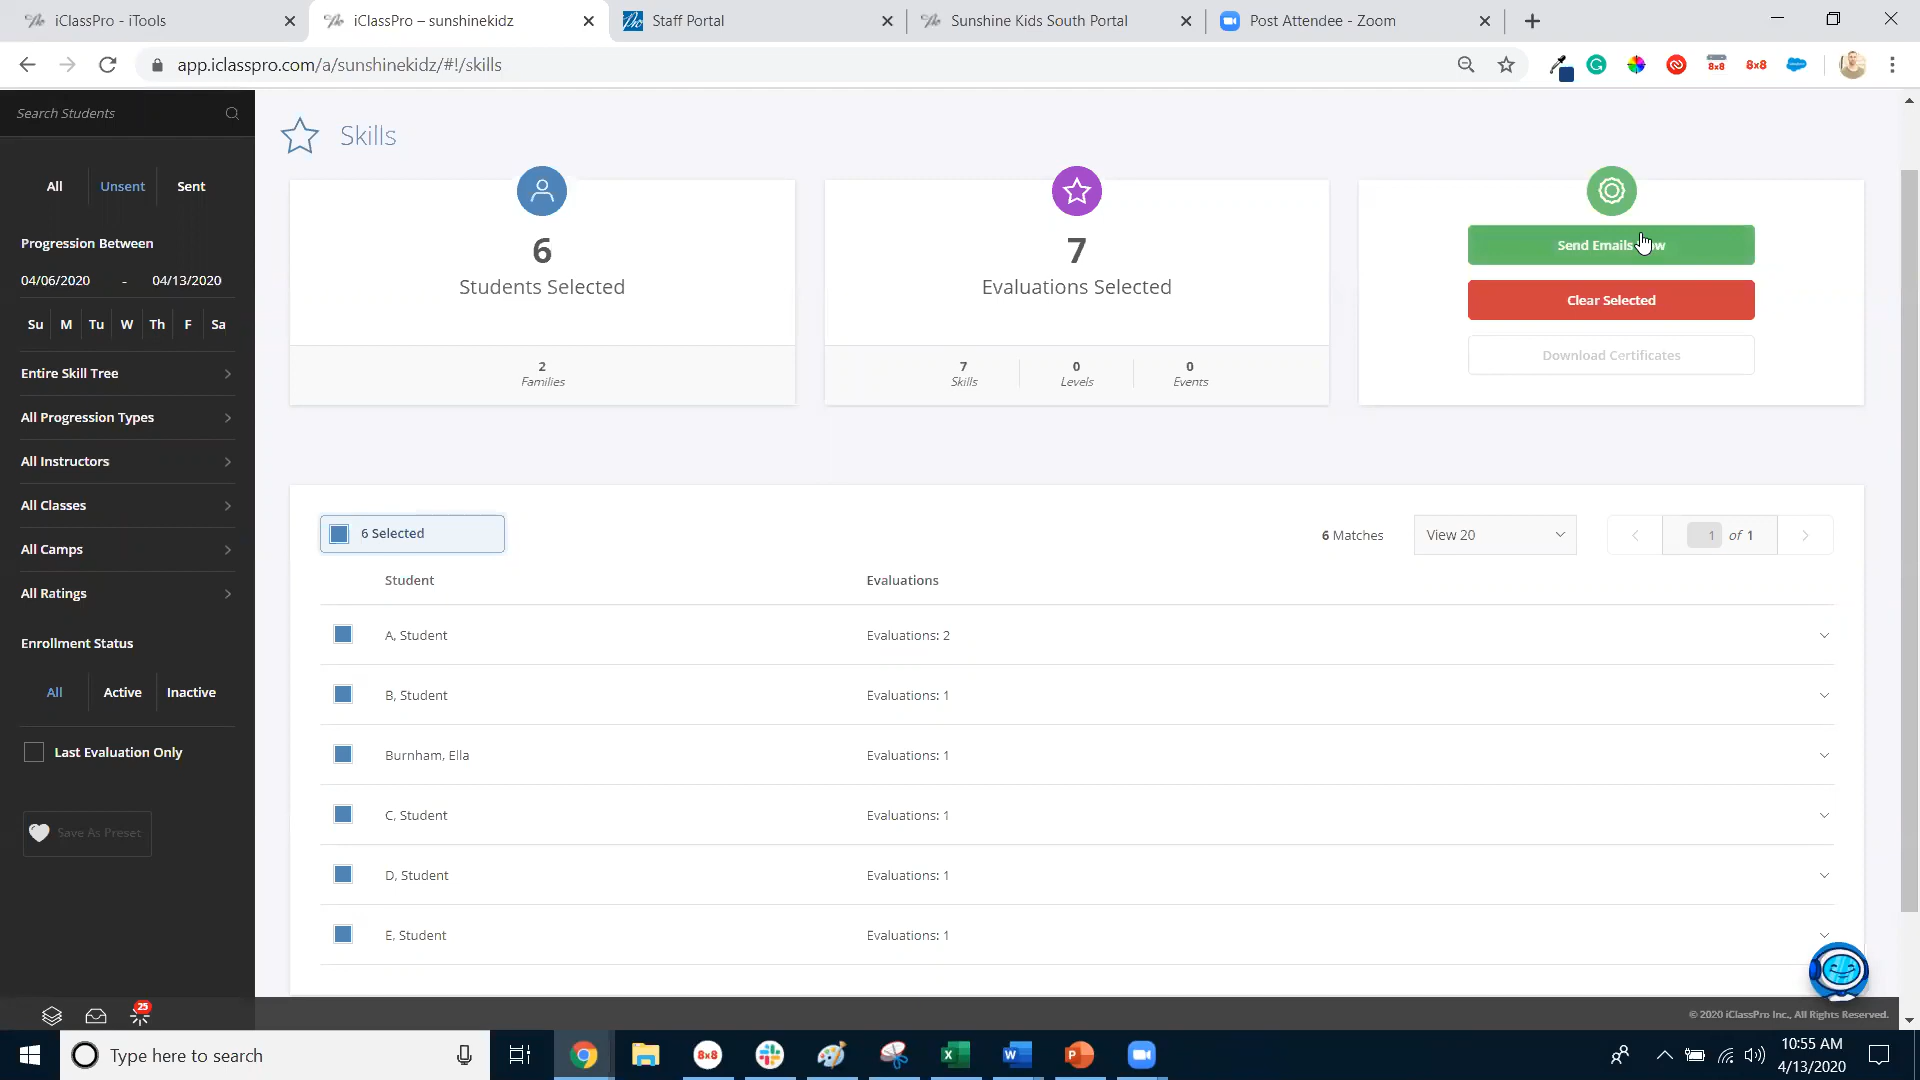 iClassPro - iTools
iClassPro – sunshinekidz
Staff Portal
Sunshine Kids South Portal
Post Attendee - Zoom
app.iclasspro.com/a/sunshinekidz/#!/skills
8x8
8x8
Search Students
All Unsent Sent
Progression Between
04/06/2020 - 04/13/2020
Su M Tu W Th F Sa
Entire Skill Tree
All Progression Types
All Instructors
All Classes
All Camps
All Ratings
Enrollment Status
All Active Inactive
Last Evaluation Only
Save As Preset
25
Skills
6
Students Selected
2
Families
7
Evaluations Selected
7 0 0
Skills Levels Events
Send Emails
Clear Selected
Download Certificates
6 Selected
6 Matches View 20 1 of 1
Student Evaluations
A, Student Evaluations: 2
B, Student Evaluations: 1
Burnham, Ella Evaluations: 1
C, Student Evaluations: 1
D, Student Evaluations: 1
E, Student Evaluations: 1
© 2020 iClassPro Inc., All Rights Reserved.
Type here to search
8x8
10:55 AM
4/13/2020